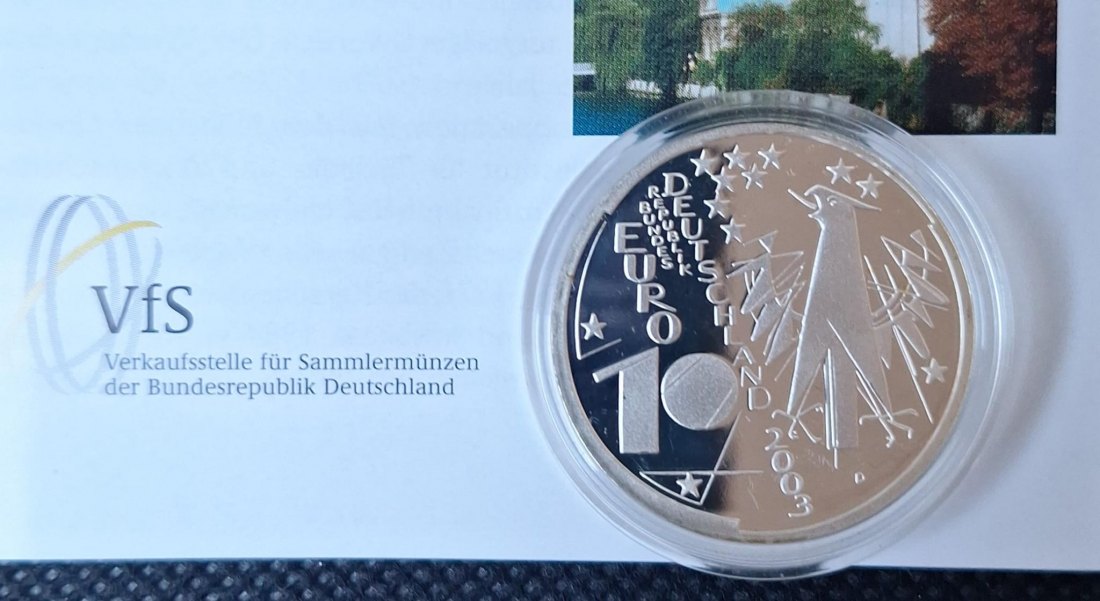 VfS
Verkaufsstelle für Sammlermünzen
der Bundesrepublik Deutschland
BUNDES
REPUBLIK
DEUTSCHLAND
EURO
10
2003
D